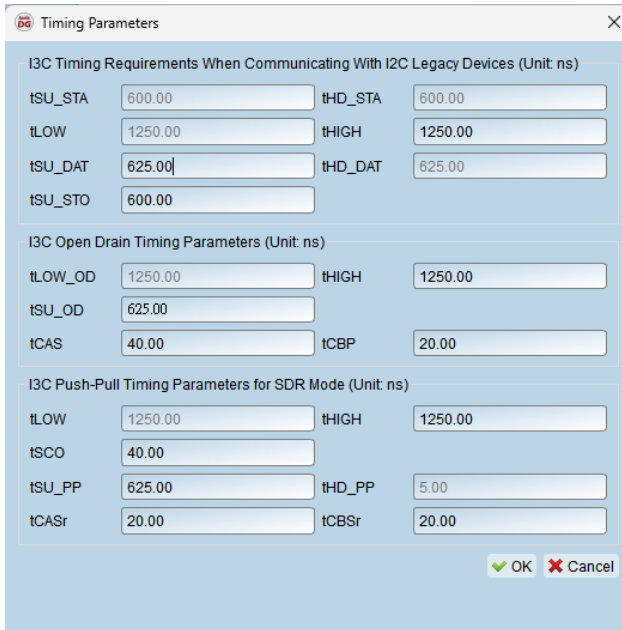 DG Timing Parameters
I3C Timing Requirements When Communicating With I2C Legacy Devices (Unit: ns)
tSU_STA 600.00 tHD_STA 600.00
tLOW 1250.00 tHIGH 1250.00
tSU_DAT 625.00 tHD_DAT 625.00
tSU_STO 600.00
I3C Open Drain Timing Parameters (Unit: ns)
tLOW_OD 1250.00 tHIGH 1250.00
tSU_OD 625.00
tCAS 40.00 tCBP 20.00
I3C Push-Pull Timing Parameters for SDR Mode (Unit: ns)
tLOW 1250.00 tHIGH 1250.00
tSCO 40.00
tSU_PP 625.00 tHD_PP 5.00
tCASr 20.00 tCBSr 20.00
OK Cancel